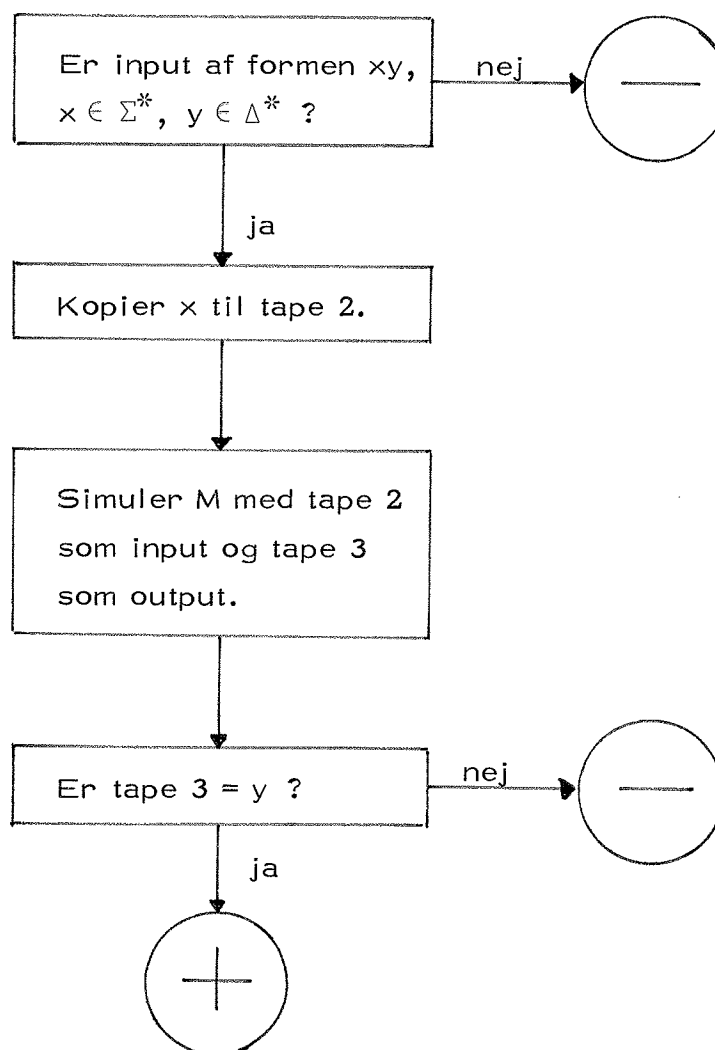 Er input af formen xy,
x ∈ Σ*, y ∈ Δ* ?
nej
—
ja
Kopier x til tape 2.
Simuler M med tape 2
som input og tape 3
som output.
Er tape 3 = y ?
nej
—
ja
+